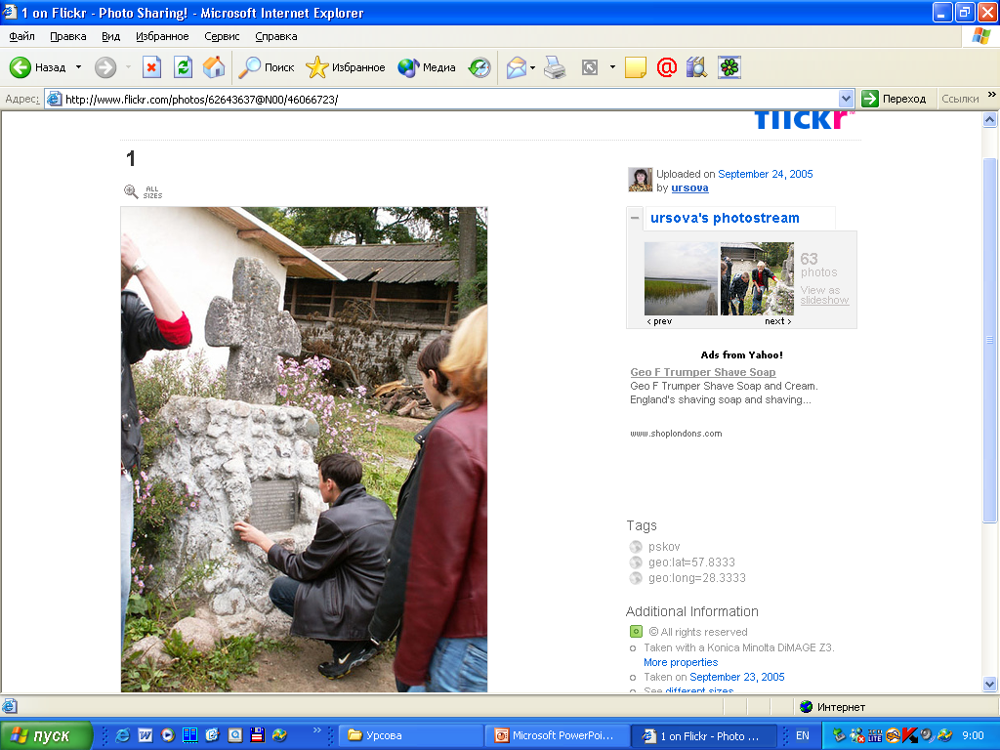 1 on Flickr - Photo Sharing! - Microsoft Internet Explorer
Файл Правка Вид Избранное Сервис Справка
Назад Поиск Избранное Медиа
Адрес: http://www.flickr.com/photos/62643637@N00/46066723/ Переход Ссылки »
flickr
1
ALL
SIZES
Uploaded on September 24, 2005
by ursova
ursova's photostream
63
photos
View as
slideshow
‹ prev next ›
Ads from Yahoo!
Geo F Trumper Shave Soap
Geo F Trumper Shave Soap and Cream.
England's shaving soap and shaving...
www.shoplondons.com
Tags
pskov
geo:lat=57.8333
geo:long=28.3333
Additional Information
© All rights reserved
Taken with a Konica Minolta DiMAGE Z3.
More properties
Taken on September 23, 2005
See different sizes
Интернет
пуск » Урсова Microsoft PowerPoi... 1 on Flickr - Photo ... EN 9:00